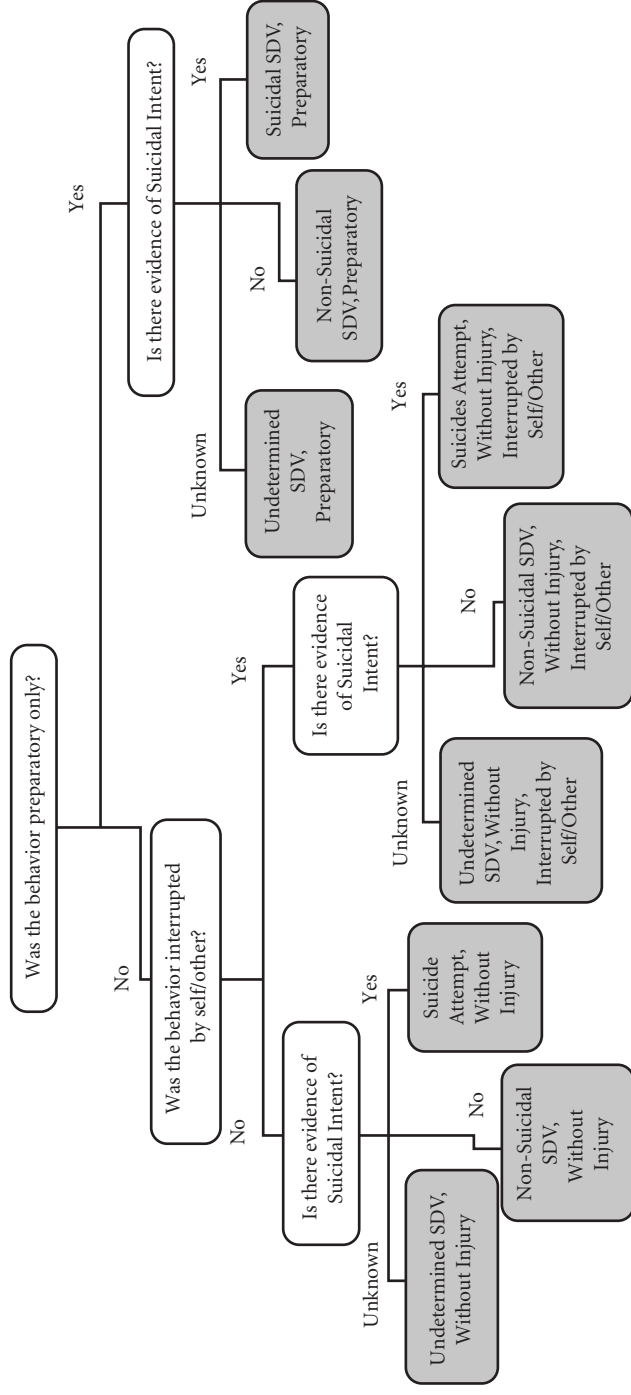 Was the behavior preparatory only?
No
Yes
Was the behavior interrupted
by self/other?
Is there evidence of Suicidal Intent?
No
Yes
Unknown
No
Yes
Is there evidence of
Suicidal Intent?
Is there evidence
of Suicidal
Intent?
Undetermined
SDV,
Preparatory
Non-Suicidal
SDV, Preparatory
Suicidal SDV,
Preparatory
Unknown
No
Yes
Unknown
No
Yes
Undetermined SDV,
Without Injury
Non-Suicidal
SDV,
Without
Injury
Suicide
Attempt,
Without
Injury
Undetermined
SDV, Without
Injury,
Interrupted by
Self/Other
Non-Suicidal SDV,
Without Injury,
Interrupted by
Self/Other
Suicides Attempt,
Without Injury,
Interrupted by
Self/Other